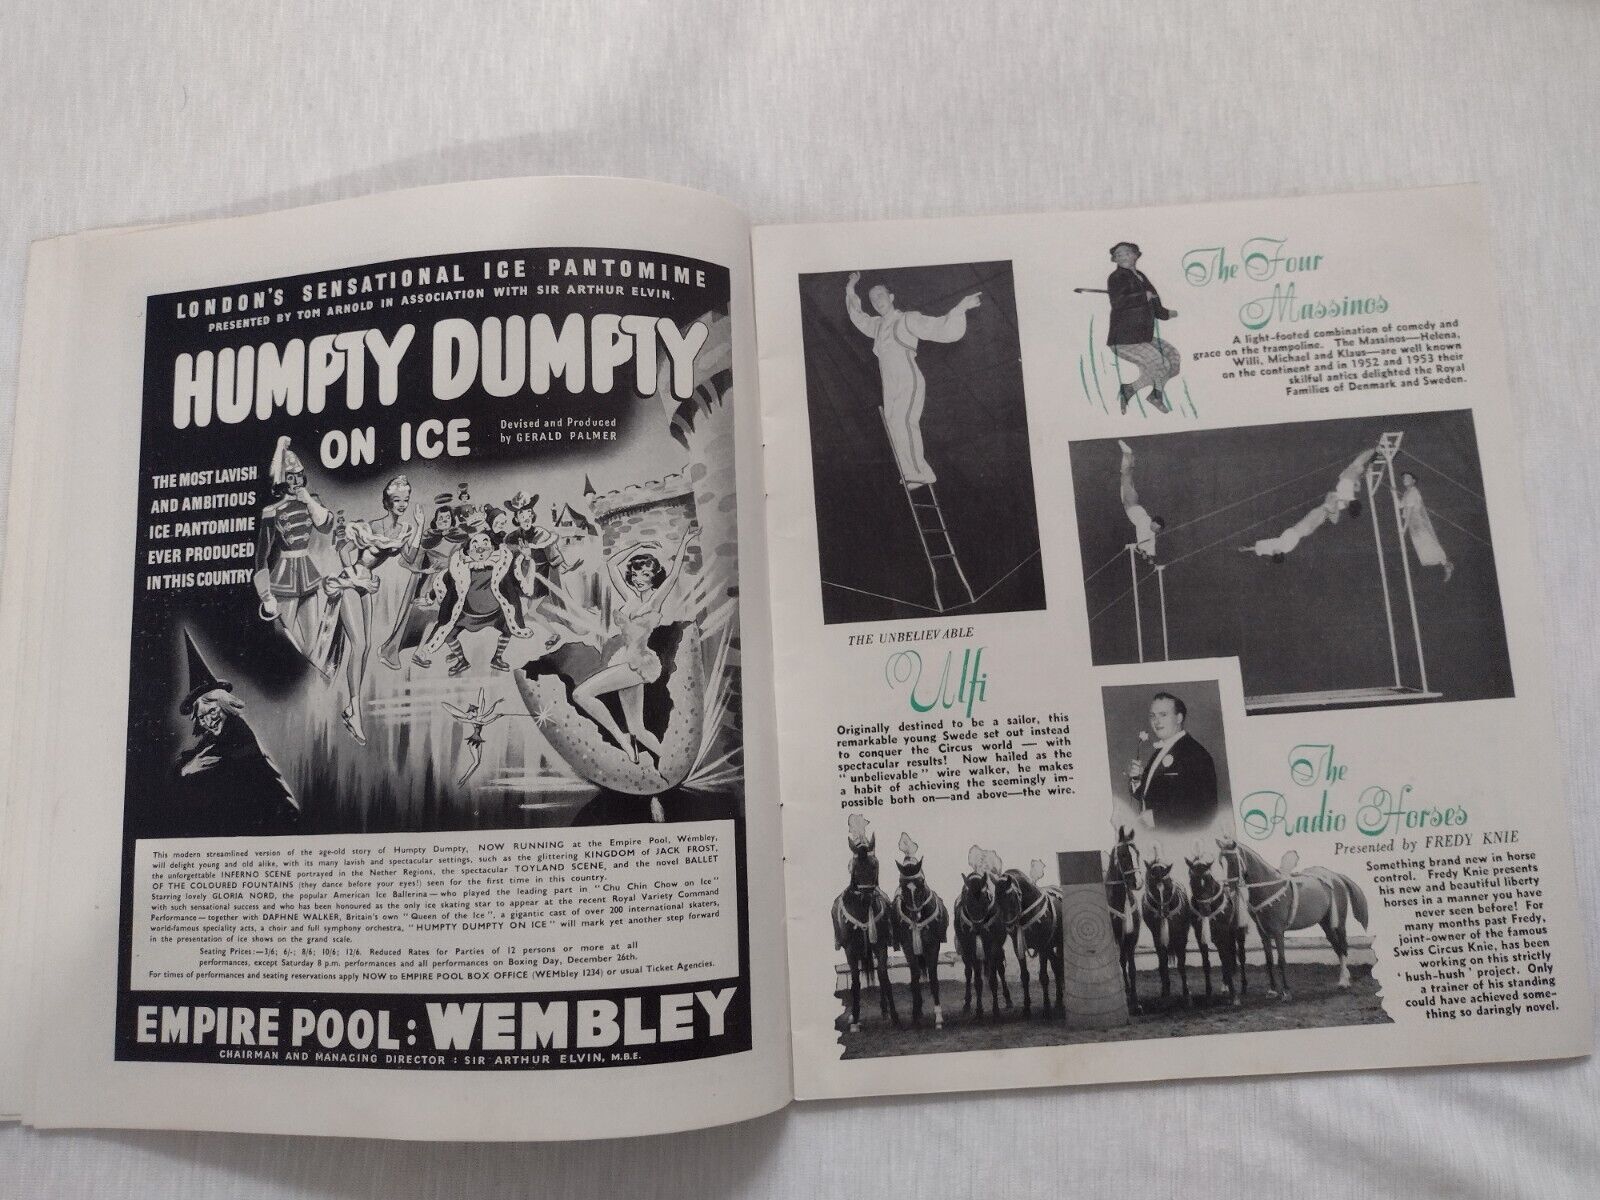 LONDON'S SENSATIONAL ICE PANTOMIME
PRESENTED BY TOM ARNOLD IN ASSOCIATION WITH SIR ARTHUR ELVIN.
HUMPTY DUMPTY
ON ICE
Devised and Produced
by GERALD PALMER
THE MOST LAVISH
AND AMBITIOUS
ICE PANTOMIME
EVER PRODUCED
IN THIS COUNTRY
This modern streamlined version of the age-old story of Humpty Dumpty, NOW RUNNING at the Empire Pool, Wembley,
will delight young and old alike, with its many lavish and spectacular settings, such as the glittering KINGDOM of JACK FROST,
the unforgettable INFERNO SCENE portrayed in the Nether Regions, the spectacular TOYLAND SCENE, and the novel BALLET
OF THE COLOURED FOUNTAINS (they dance before your eyes!) seen for the first time in this country.
Starring lovely GLORIA NORD, the popular American Ice Ballerina—who played the leading part in "Chu Chin Chow on Ice"
with such sensational success and who has been honoured as the only ice skating star to appear at the recent Royal Variety Command
Performance—together with DAPHNE WALKER, Britain's own "Queen of the Ice", a gigantic cast of over 200 international skaters,
world-famous speciality acts, a choir and full symphony orchestra, "HUMPTY DUMPTY ON ICE" will mark yet another step forward
in the presentation of ice shows on the grand scale.
Seating Prices:—3/6; 6/-; 8/6; 10/6; 12/6. Reduced Rates for Parties of 12 persons or more at all
performances, except Saturday 8 p.m. performances and all performances on Boxing Day, December 26th.
For times of performances and seating reservations apply NOW to EMPIRE POOL BOX OFFICE (WEMbley 1234) or usual Ticket Agencies.
EMPIRE POOL: WEMBLEY
CHAIRMAN AND MANAGING DIRECTOR : SIR ARTHUR ELVIN, M.B.E.
THE UNBELIEVABLE
Ulfi
Originally destined to be a sailor, this
remarkable young Swede set out instead
to conquer the Circus world — with
spectacular results! Now hailed as the
"unbelievable" wire walker, he makes
a habit of achieving the seemingly im-
possible both on—and above—the wire.
The Four
Massinos
A light-footed combination of comedy and
grace on the trampoline. The Massinos—Helena,
Willi, Michael and Klaus—are well known
on the continent and in 1952 and 1953 their
skilful antics delighted the Royal
Families of Denmark and Sweden.
The
Radio Horses
Presented by FREDY KNIE
Something brand new in horse
control. Fredy Knie presents
his new and beautiful liberty
horses in a manner you have
never seen before! For
many months past Fredy,
joint-owner of the famous
Swiss Circus Knie, has been
working on this strictly
'hush-hush' project. Only
a trainer of his standing
could have achieved some-
thing so daringly novel.